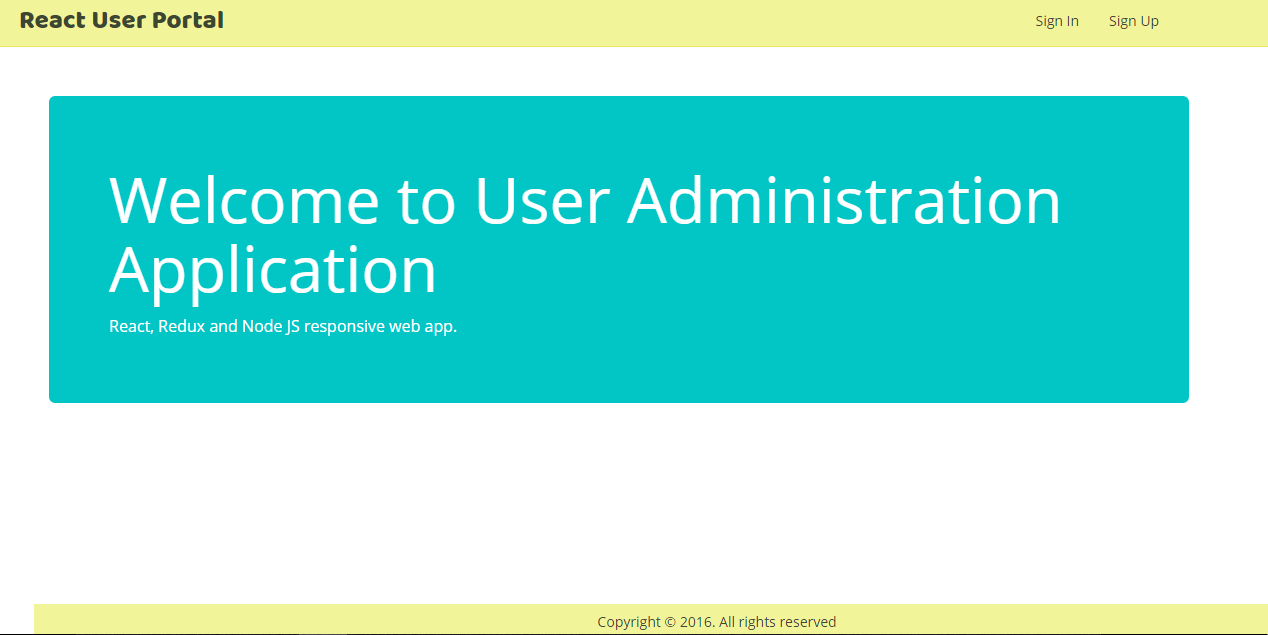 React User Portal
Sign In Sign Up
Welcome to User Administration
Application
React, Redux and Node JS responsive web app.
Copyright © 2016. All rights reserved